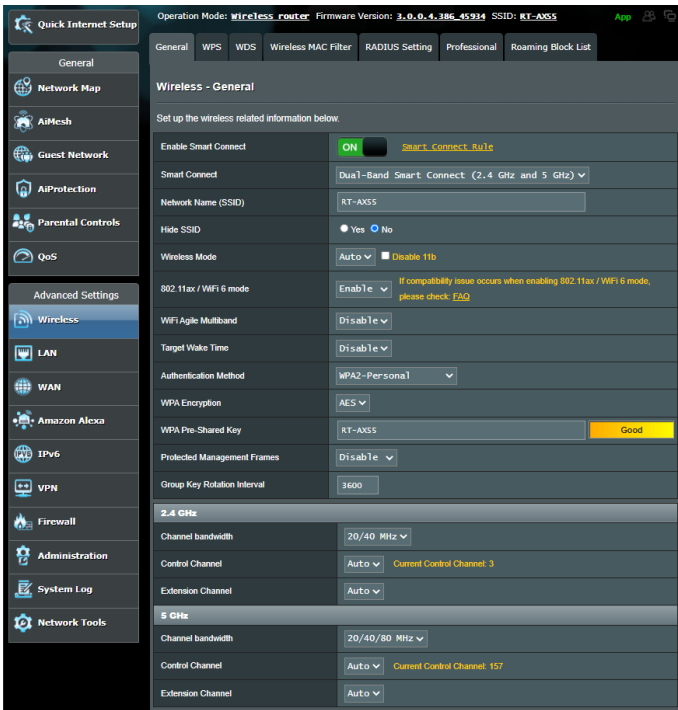 Quick Internet Setup
General
Network Map
AiMesh
Guest Network
AiProtection
Parental Controls
QoS
Advanced Settings
Wireless
LAN
WAN
Amazon Alexa
IPv6
VPN
Firewall
Administration
System Log
Network Tools
Operation Mode: Wireless router Firmware Version: 3.0.0.4.386_45934 SSID: RT-AX55 App
General WPS WDS Wireless MAC Filter RADIUS Setting Professional Roaming Block List
Wireless - General
Set up the wireless related information below.
Enable Smart Connect ON Smart Connect Rule
Smart Connect Dual-Band Smart Connect (2.4 GHz and 5 GHz)
Network Name (SSID) RT-AX55
Hide SSID Yes No
Wireless Mode Auto Disable 11b
802.11ax / WiFi 6 mode Enable If compatibility issue occurs when enabling 802.11ax / WiFi 6 mode,
please check: FAQ
WiFi Agile Multiband Disable
Target Wake Time Disable
Authentication Method WPA2-Personal
WPA Encryption AES
WPA Pre-Shared Key RT-AX55 Good
Protected Management Frames Disable
Group Key Rotation Interval 3600
2.4 GHz
Channel bandwidth 20/40 MHz
Control Channel Auto Current Control Channel: 3
Extension Channel Auto
5 GHz
Channel bandwidth 20/40/80 MHz
Control Channel Auto Current Control Channel: 157
Extension Channel Auto